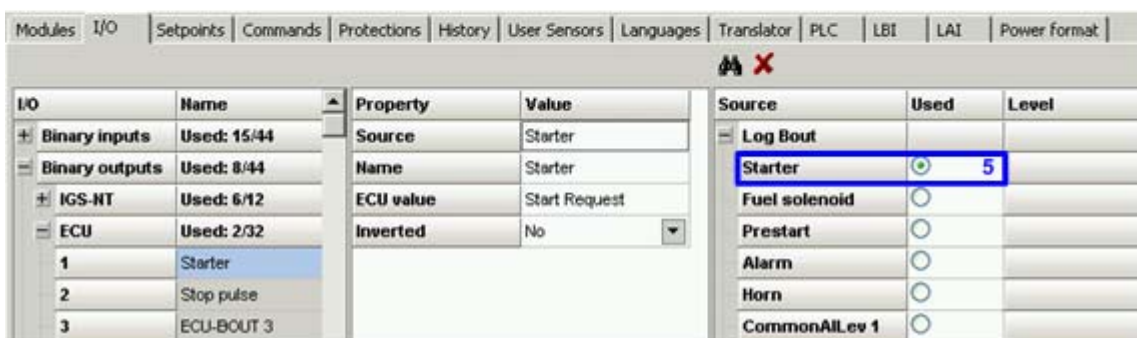 Modules I/O Setpoints Commands Protections History User Sensors Languages Translator PLC LBI LAI Power format
I/O Name Property Value Source Used Level
Binary inputs Used: 15/44 Source Starter Log Bout
Binary outputs Used: 8/44 Name Starter Starter 5
IGS-NT Used: 6/12 ECU value Start Request Fuel solenoid
ECU Used: 2/32 Inverted No Prestart
1 Starter Alarm
2 Stop pulse Horn
3 ECU-BOUT 3 CommonAlLev 1